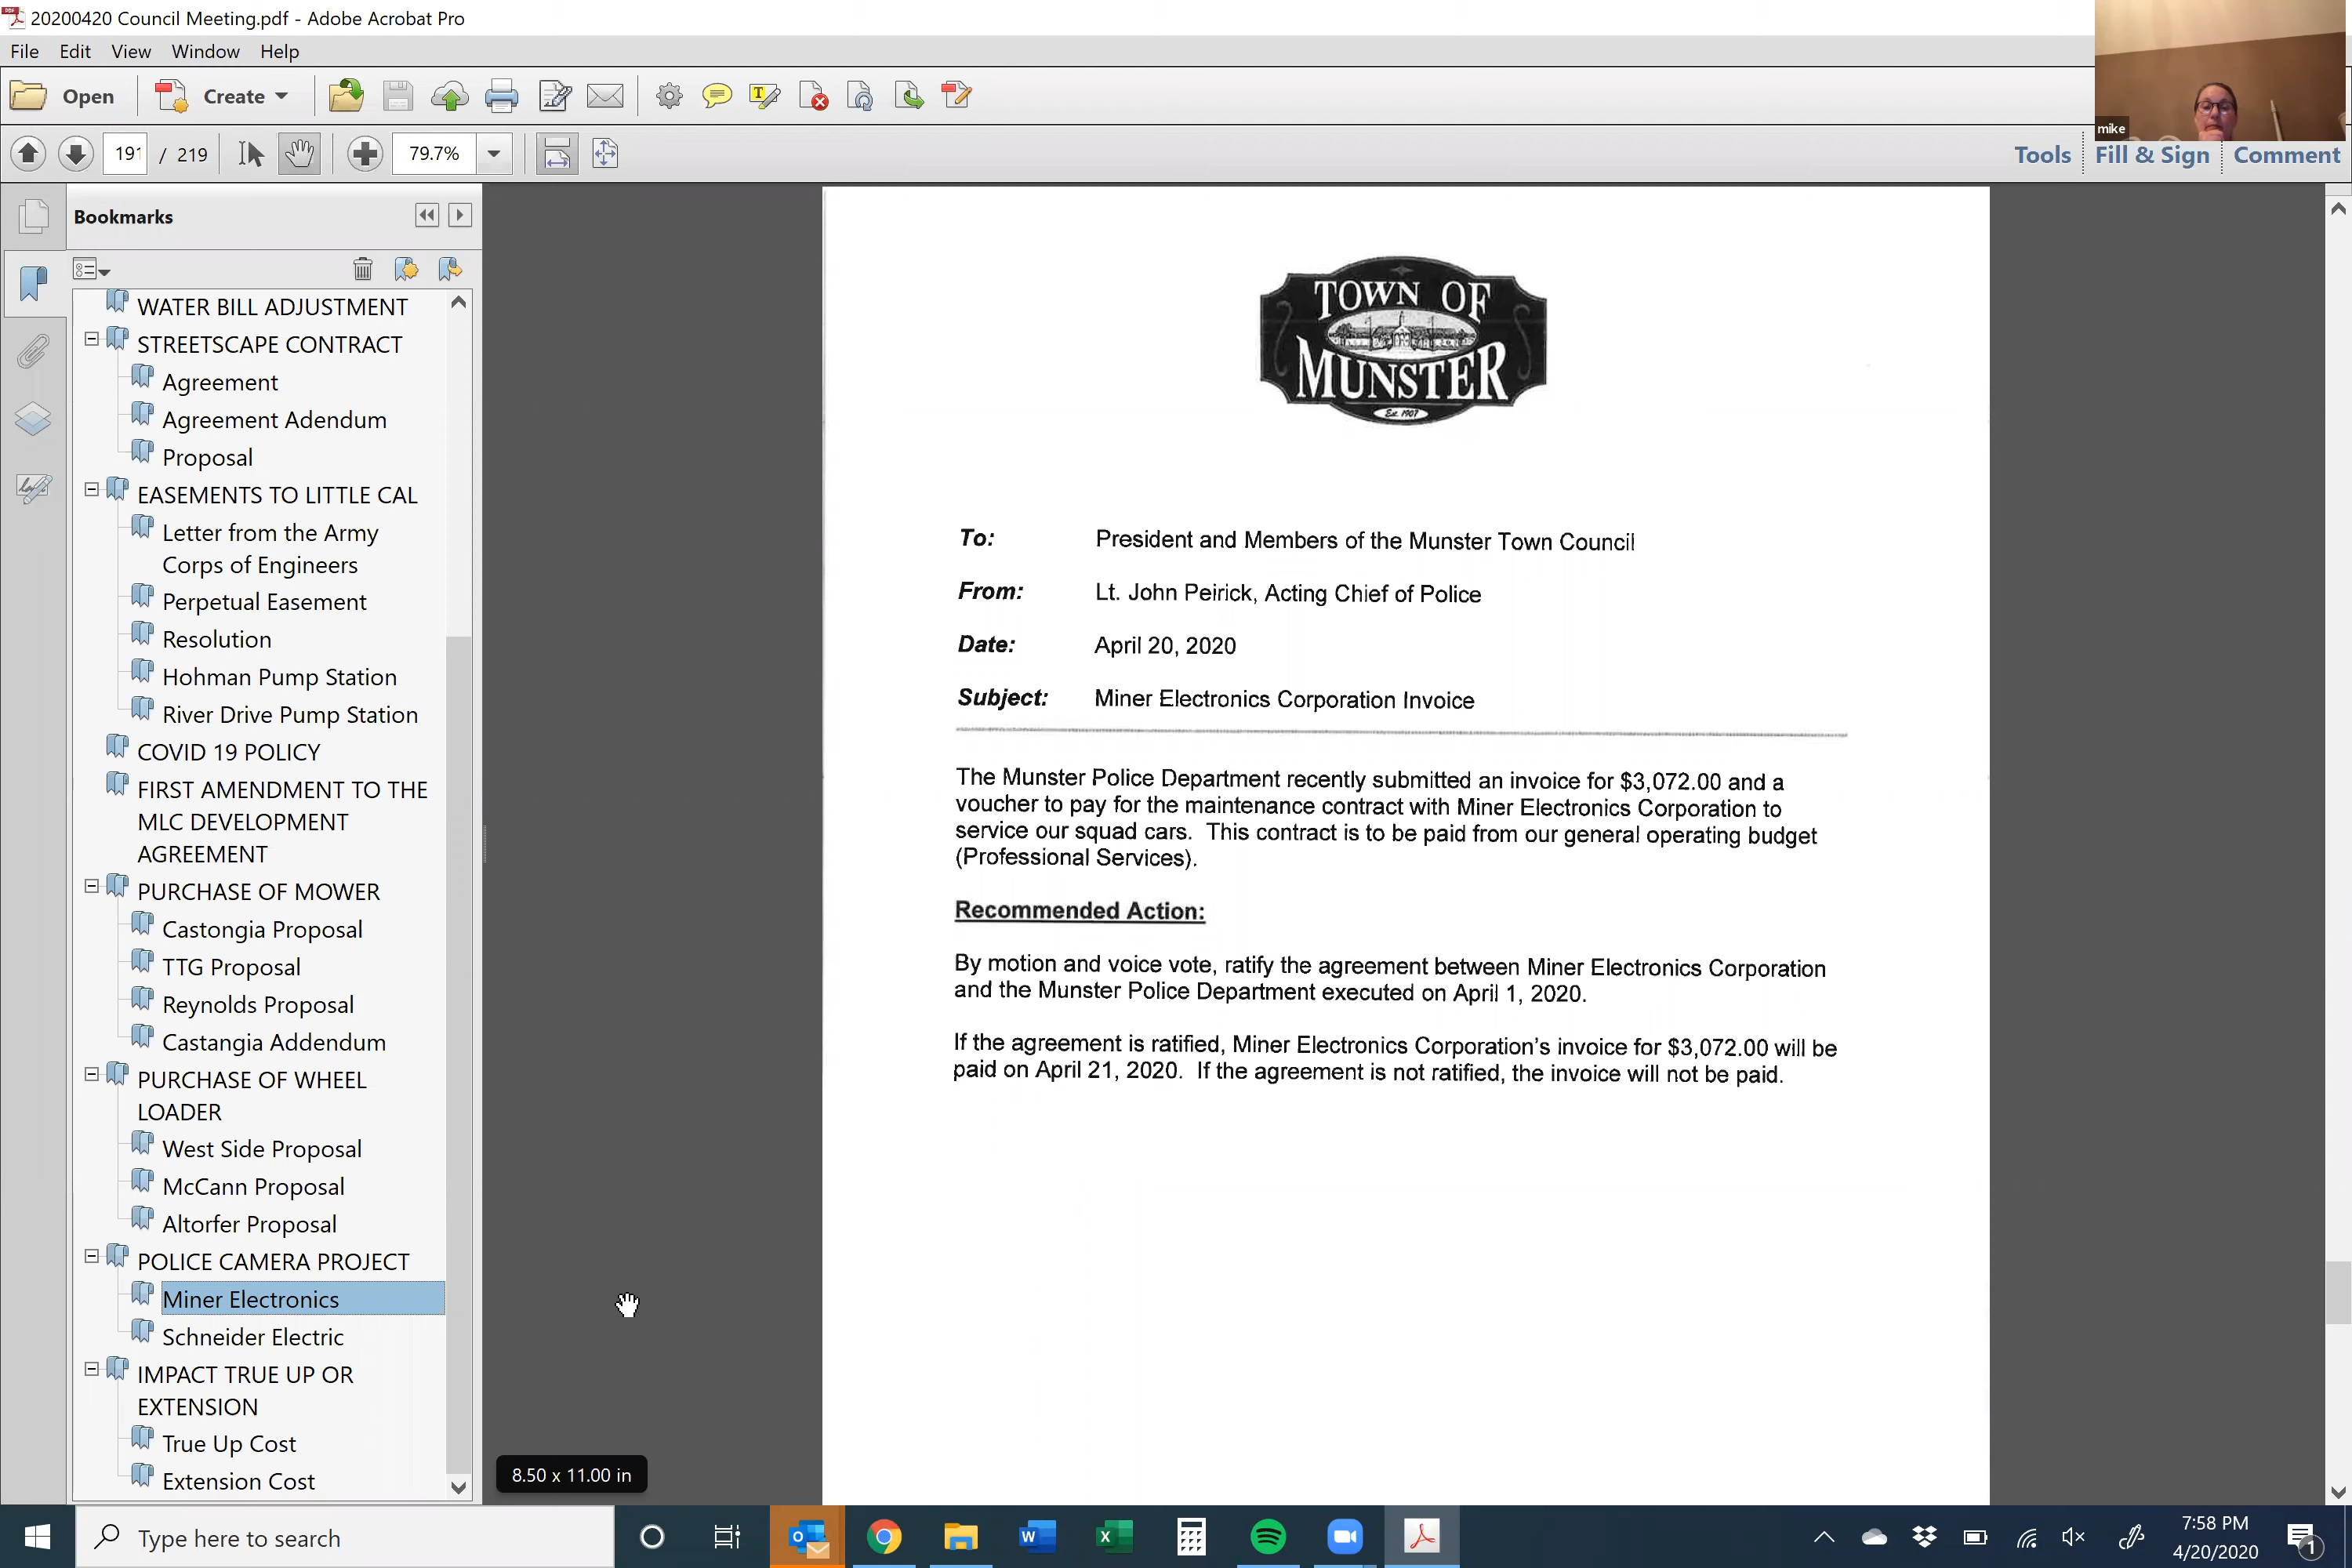 20200420 Council Meeting.pdf - Adobe Acrobat Pro
File Edit View Window Help
Open Create
191 / 219 79.7%
mike
Tools Fill & Sign Comment
Bookmarks
WATER BILL ADJUSTMENT
STREETSCAPE CONTRACT
Agreement
Agreement Adendum
Proposal
EASEMENTS TO LITTLE CAL
Letter from the Army
Corps of Engineers
Perpetual Easement
Resolution
Hohman Pump Station
River Drive Pump Station
COVID 19 POLICY
FIRST AMENDMENT TO THE
MLC DEVELOPMENT
AGREEMENT
PURCHASE OF MOWER
Castongia Proposal
TTG Proposal
Reynolds Proposal
Castangia Addendum
PURCHASE OF WHEEL
LOADER
West Side Proposal
McCann Proposal
Altorfer Proposal
POLICE CAMERA PROJECT
Miner Electronics
Schneider Electric
IMPACT TRUE UP OR
EXTENSION
True Up Cost
Extension Cost
TOWN OF
MUNSTER
Est. 1907
To: President and Members of the Munster Town Council
From: Lt. John Peirick, Acting Chief of Police
Date: April 20, 2020
Subject: Miner Electronics Corporation Invoice
The Munster Police Department recently submitted an invoice for $3,072.00 and a
voucher to pay for the maintenance contract with Miner Electronics Corporation to
service our squad cars. This contract is to be paid from our general operating budget
(Professional Services).
Recommended Action:
By motion and voice vote, ratify the agreement between Miner Electronics Corporation
and the Munster Police Department executed on April 1, 2020.
If the agreement is ratified, Miner Electronics Corporation's invoice for $3,072.00 will be
paid on April 21, 2020. If the agreement is not ratified, the invoice will not be paid.
8.50 x 11.00 in
Type here to search
7:58 PM
4/20/2020
1